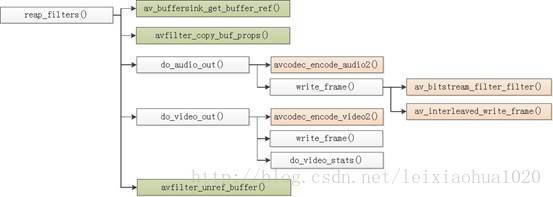 av_buffersink_get_buffer_ref()
reap_filters()
avfilter_copy_buf_props()
do_audio_out()
avcodec_encode_audio2()
write_frame()
av_bitstream_filter_filter()
do_video_out()
avcodec_encode_video2()
av_interleaved_write_frame()
write_frame()
do_video_stats()
http://blog.csdn.net/leixiaohua1020
avfilter_unref_buffer()